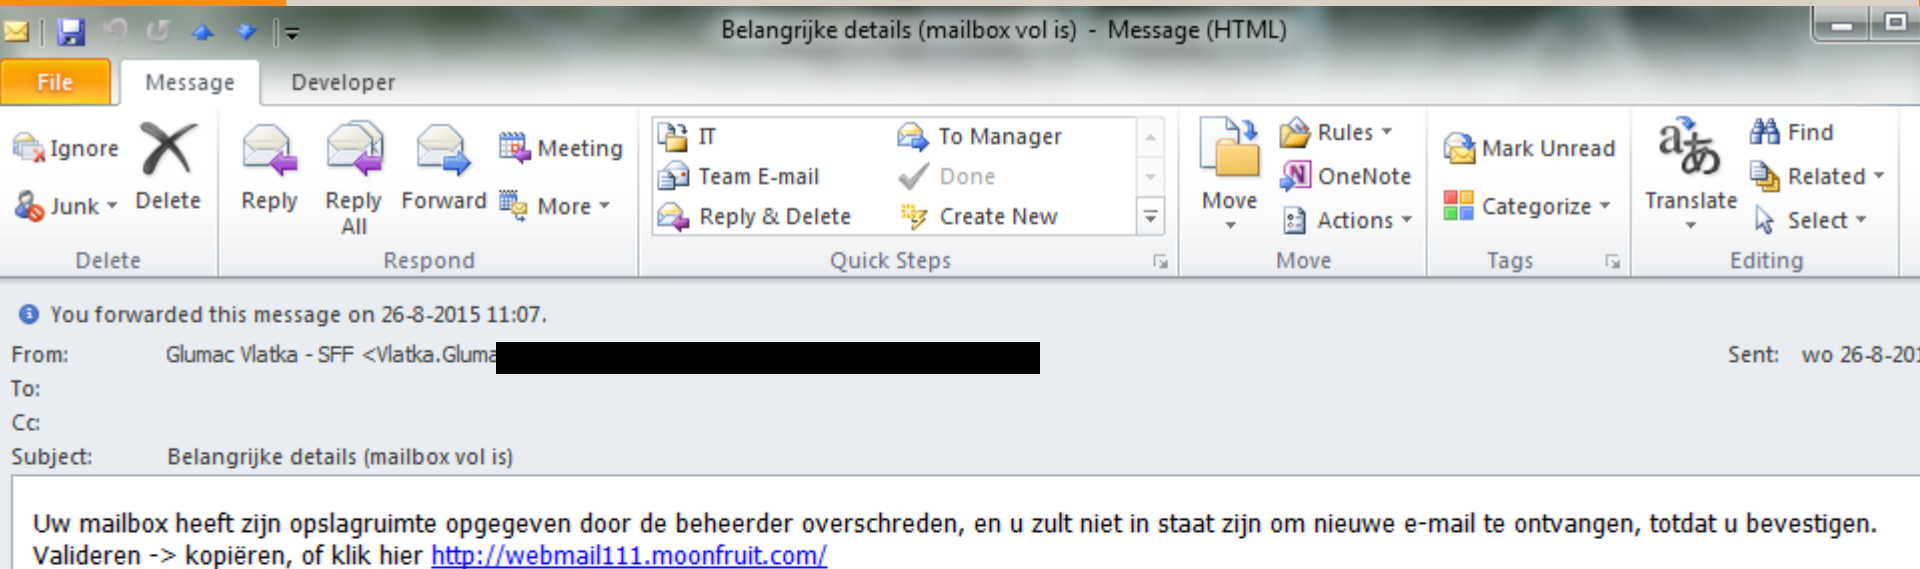 Belangrijke details (mailbox vol is) - Message (HTML)
File Message Developer
Ignore Meeting IT To Manager Rules Mark Unread Find
Team E-mail Done OneNote Related
Junk Delete Reply Reply All Forward More Reply & Delete Create New Move Actions Categorize Translate Select
Delete Respond Quick Steps Move Tags Editing
You forwarded this message on 26-8-2015 11:07.
From: Glumac Vlatka - SFF <Vlatka.Gluma Sent: wo 26-8-201
To:
Cc:
Subject: Belangrijke details (mailbox vol is)
Uw mailbox heeft zijn opslagruimte opgegeven door de beheerder overschreden, en u zult niet in staat zijn om nieuwe e-mail te ontvangen, totdat u bevestigen.
Valideren -> kopiëren, of klik hier http://webmail111.moonfruit.com/